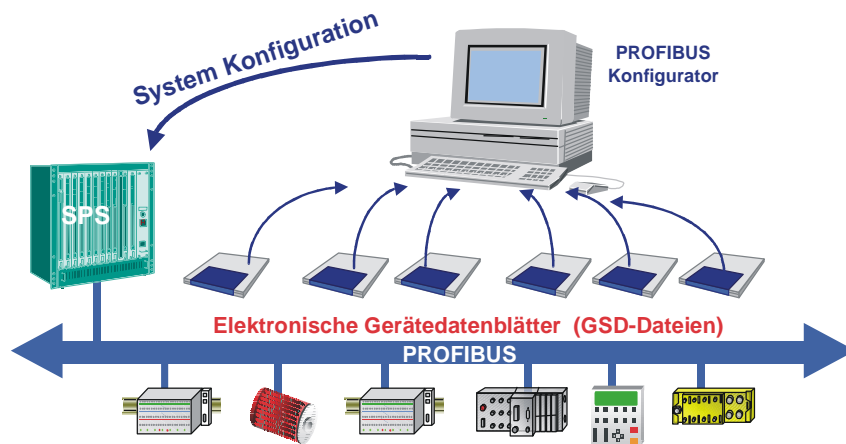 System Konfiguration
PROFIBUS
Konfigurator
SPS
Elektronische Gerätedatenblätter (GSD-Dateien)
PROFIBUS